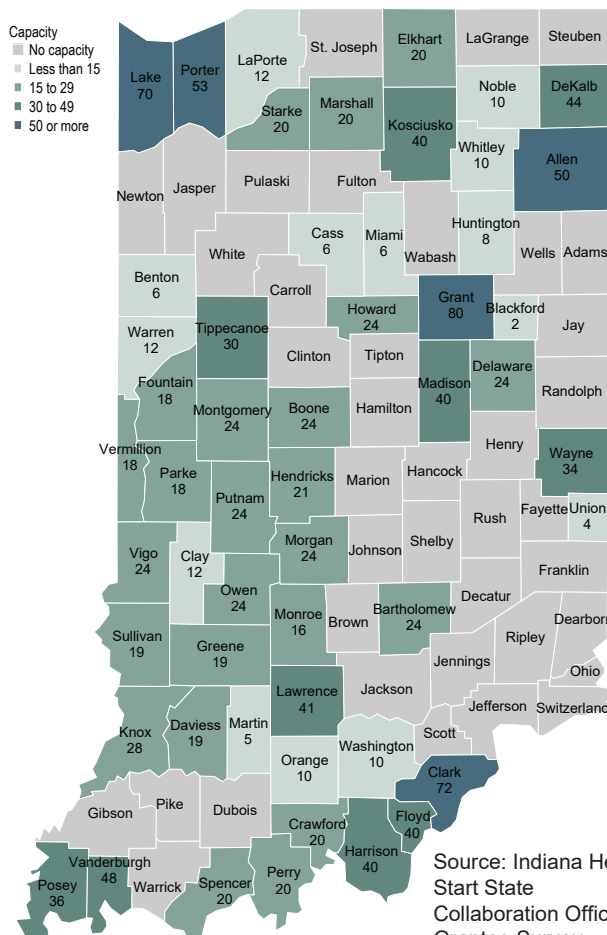 Capacity
No capacity
Less than 15
15 to 29
30 to 49
50 or more
Lake
70
Porter
53
LaPorte
12
St. Joseph
Elkhart
20
LaGrange
Steuben
Starke
20
Marshall
20
Kosciusko
40
Noble
10
DeKalb
44
Whitley
10
Allen
50
Newton
Jasper
Pulaski
Fulton
White
Cass
6
Miami
6
Wabash
Huntington
8
Wells
Adams
Benton
6
Carroll
Howard
24
Grant
80
Blackford
2
Jay
Warren
12
Tippecanoe
30
Clinton
Tipton
Madison
40
Delaware
24
Randolph
Fountain
18
Montgomery
24
Boone
24
Hamilton
Henry
Wayne
34
Vermillion
18
Parke
18
Putnam
24
Hendricks
21
Marion
Hancock
Rush
Fayette
Union
4
Vigo
24
Clay
12
Morgan
24
Johnson
Shelby
Franklin
Owen
24
Monroe
16
Brown
Bartholomew
24
Decatur
Sullivan
19
Greene
19
Jennings
Ripley
Dearborn
Ohio
Lawrence
41
Jackson
Jefferson
Switzerland
Knox
28
Daviess
19
Martin
5
Orange
10
Washington
10
Scott
Clark
72
Gibson
Pike
Dubois
Crawford
20
Harrison
40
Floyd
40
Posey
36
Vanderburgh
48
Warrick
Spencer
20
Perry
20
Source: Indiana He
Start State
Collaboration Offic